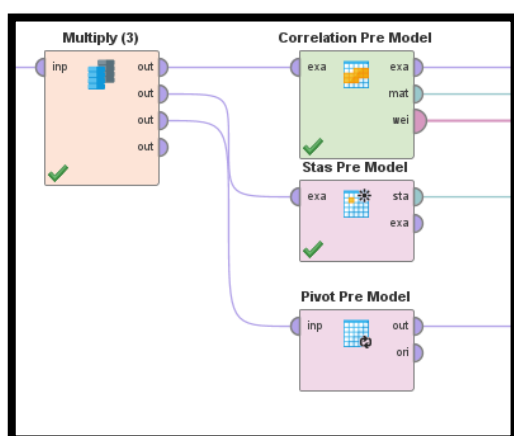 Multiply (3)
inp out
out
out
out
Correlation Pre Model
exa exa
mat
wei
Stas Pre Model
exa sta
exa
Pivot Pre Model
inp out
ori